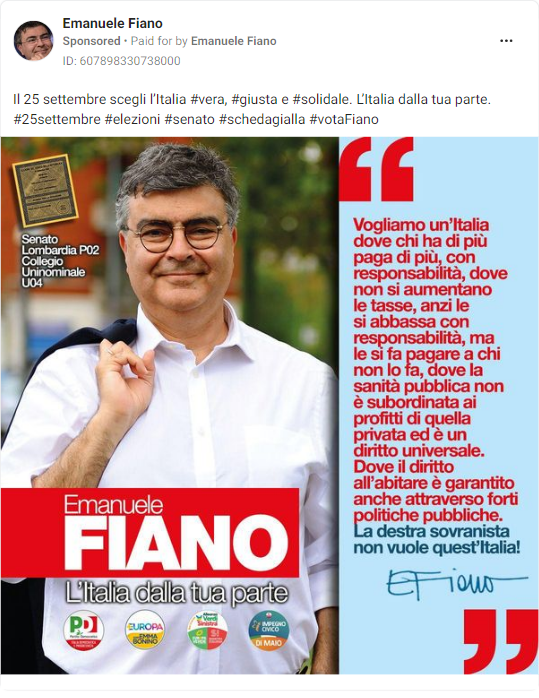 Emanuele Fiano
Sponsored • Paid for by Emanuele Fiano
ID: 607898330738000
Il 25 settembre scegli l'Italia #vera, #giusta e #solidale. L'Italia dalla tua parte.
#25settembre #elezioni #senato #schedagialla #votaFiano
Senato
Lombardia P02
Collegio
Uninominale
U04
“
Vogliamo un'Italia
dove chi ha di più
paga di più, con
responsabilità, dove
non si aumentano
le tasse, anzi le
si abbassa con
responsabilità, ma
le si fa pagare a chi
non lo fa, dove la
sanità pubblica non
è subordinata ai
profitti di quella
privata ed è un
diritto universale.
Dove il diritto
all'abitare è garantito
anche attraverso forti
politiche pubbliche.
La destra sovranista
non vuole quest'Italia!
EFiano
”
Emanuele
FIANO
L'Italia dalla tua parte
PD
+EUROPA
EMMA
BONINO
Verdi
Sinistra
SI
IMPEGNO
CIVICO
DI MAIO